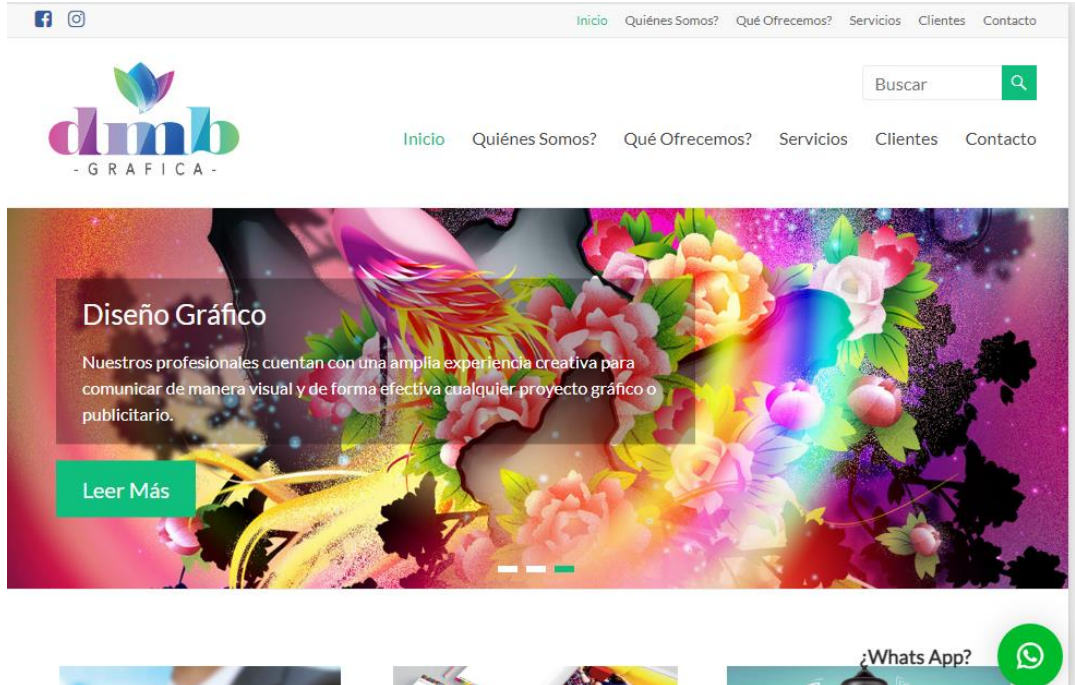 Inicio Quiénes Somos? Qué Ofrecemos? Servicios Clientes Contacto
dmb
- GRAFICA -
Buscar
Inicio Quiénes Somos? Qué Ofrecemos? Servicios Clientes Contacto
Diseño Gráfico
Nuestros profesionales cuentan con una amplia experiencia creativa para
comunicar de manera visual y de forma efectiva cualquier proyecto gráfico o
publicitario.
Leer Más
¿Whats App?